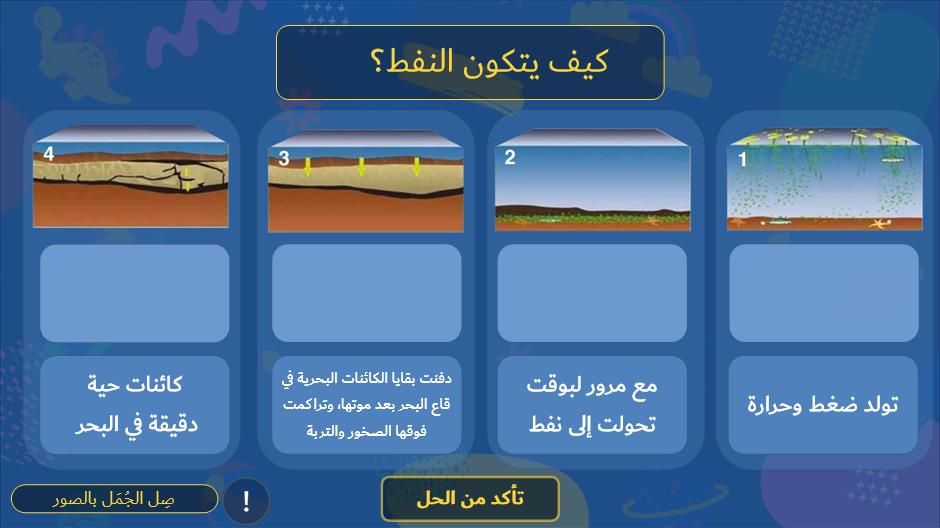 كيف يتكون النفط؟
1
2
3
4
تولد ضغط وحرارة
مع مرور لبوقت
تحولت إلى نفط
دفنت بقايا الكائنات البحرية في
قاع البحر بعد موتها، وتراكمت
فوقها الصخور والتربة
كائنات حية
دقيقة في البحر
تأكد من الحل
!
صِل الجُمَل بالصور